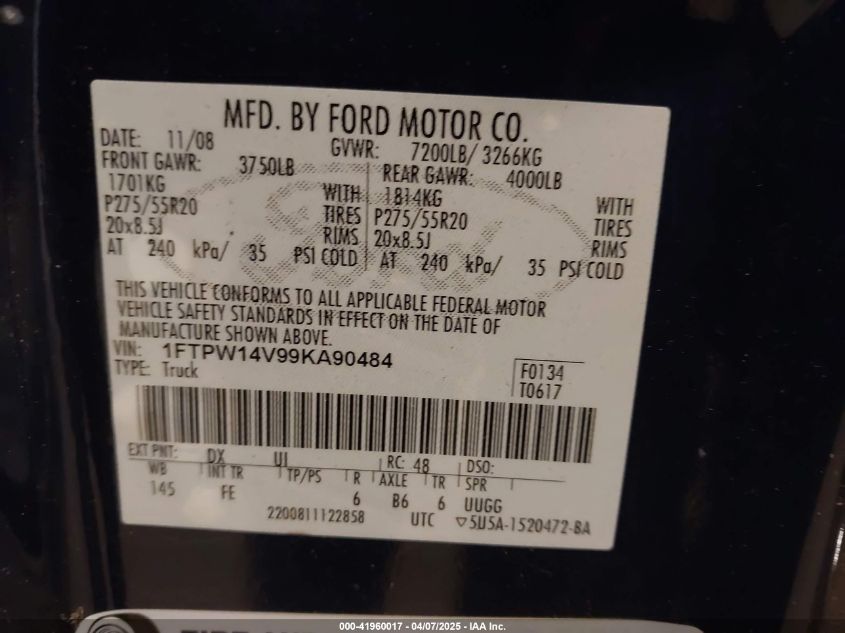 MFD. BY FORD MOTOR CO.
DATE: 11/08 GVWR: 7200LB/ 3266KG
FRONT GAWR: 3750LB REAR GAWR: 4000LB
1701KG WITH 1814KG WITH
P275/55R20 TIRES P275/55R20 TIRES
20x8.5J RIMS 20x8.5J RIMS
AT 240 kPa/ 35 PSI COLD AT 240 kPa/ 35 PSI COLD
THIS VEHICLE CONFORMS TO ALL APPLICABLE FEDERAL MOTOR
VEHICLE SAFETY STANDARDS IN EFFECT ON THE DATE OF
MANUFACTURE SHOWN ABOVE.
VIN: 1FTPW14V99KA90484
TYPE: Truck
F0134
T0617
EXT PNT: DX UI RC: 48 DSO:
WB INT TR TP/PS R AXLE TR SPR
145 FE 6 B6 6 UUGG
2200811122858 UTC ▽5U5A-1520472-BA
000-41960017 - 04/07/2025 - IAA Inc.